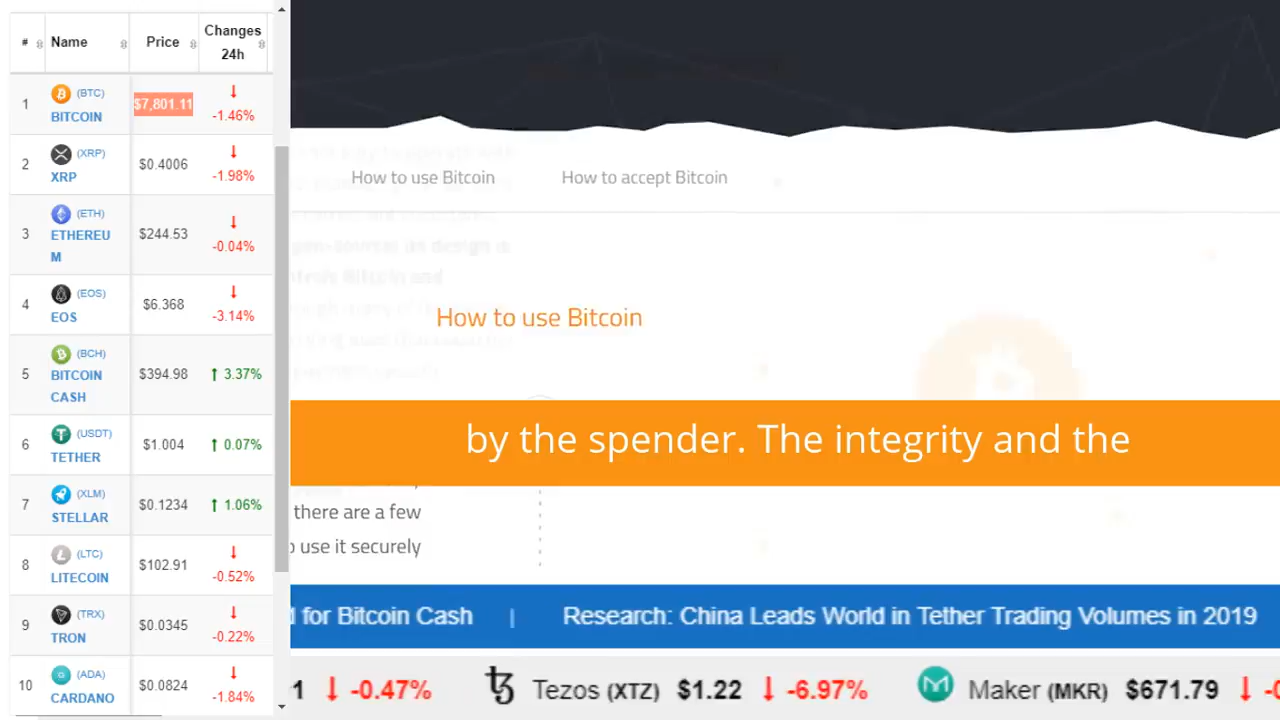 # Name Price Changes 24h
1 (BTC) BITCOIN $7,801.11 -1.46%
2 (XRP) XRP $0.4006 -1.98%
3 (ETH) ETHEREUM $244.53 -0.04%
4 (EOS) EOS $6.368 -3.14%
5 (BCH) BITCOIN CASH $394.98 3.37%
6 (USDT) TETHER $1.004 0.07%
7 (XLM) STELLAR $0.1234 1.06%
8 (LTC) LITECOIN $102.91 -0.52%
9 (TRX) TRON $0.0345 -0.22%
10 (ADA) CARDANO $0.0824 -1.84%
How to use Bitcoin How to accept Bitcoin
How to use Bitcoin
by the spender. The integrity and the
there are a few
use it securely
for Bitcoin Cash | Research: China Leads World in Tether Trading Volumes in 2019
1 -0.47% Tezos (XTZ) $1.22 -6.97% Maker (MKR) $671.79